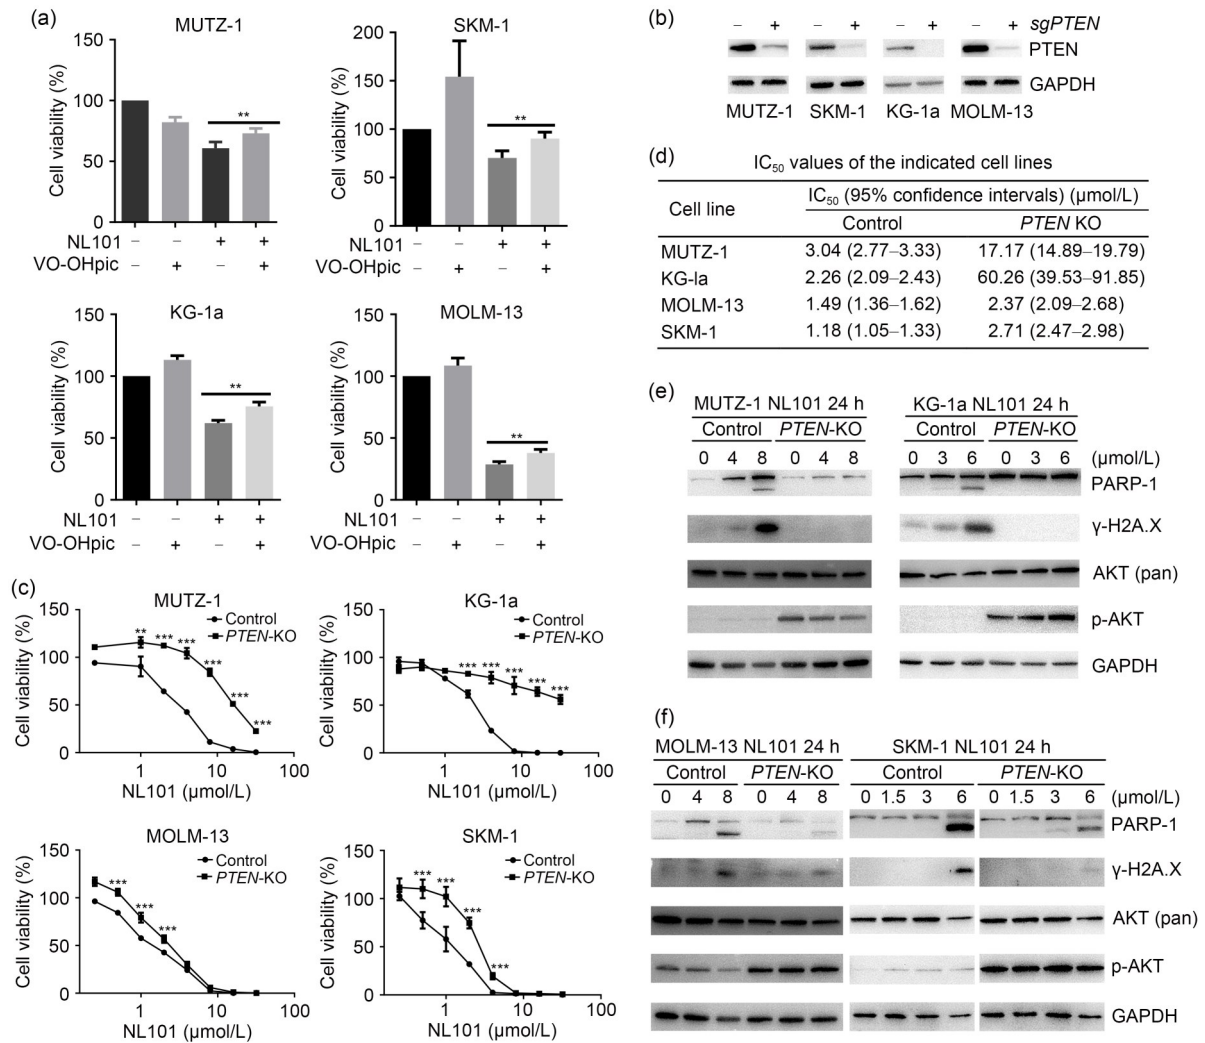 (a)
MUTZ-1
Cell viability (%)
150
100
50
0
**
NL101 – – + +
VO-OHpic – + – +
SKM-1
Cell viability (%)
200
150
100
50
0
**
NL101 – – + +
VO-OHpic – + – +
KG-1a
Cell viability (%)
150
100
50
0
**
NL101 – – + +
VO-OHpic – + – +
MOLM-13
Cell viability (%)
200
150
100
50
0
**
NL101 – – + +
VO-OHpic – + – +
(b)
– + – + – + – + sgPTEN
PTEN
GAPDH
MUTZ-1 SKM-1 KG-1a MOLM-13
(c)
MUTZ-1
Control
PTEN-KO
Cell viability (%)
150
100
50
0
** *** *** *** *** ***
1 10 100
NL101 (μmol/L)
KG-1a
Control
PTEN-KO
Cell viability (%)
150
100
50
0
*** *** *** *** ***
1 10 100
NL101 (μmol/L)
MOLM-13
Control
PTEN-KO
Cell viability (%)
150
100
50
0
*** *** ***
1 10 100
NL101 (μmol/L)
SKM-1
Control
PTEN-KO
Cell viability (%)
150
100
50
0
*** *** *** ***
1 10 100
NL101 (μmol/L)
(d)
IC50 values of the indicated cell lines
Cell line IC50 (95% confidence intervals) (μmol/L)
Control PTEN KO
MUTZ-1 3.04 (2.77–3.33) 17.17 (14.89–19.79)
KG-la 2.26 (2.09–2.43) 60.26 (39.53–91.85)
MOLM-13 1.49 (1.36–1.62) 2.37 (2.09–2.68)
SKM-1 1.18 (1.05–1.33) 2.71 (2.47–2.98)
(e)
MUTZ-1 NL101 24 h KG-1a NL101 24 h
Control PTEN-KO Control PTEN-KO
0 4 8 0 4 8 0 3 6 0 3 6 (μmol/L)
PARP-1
γ-H2A.X
AKT (pan)
p-AKT
GAPDH
(f)
MOLM-13 NL101 24 h SKM-1 NL101 24 h
Control PTEN-KO Control PTEN-KO
0 4 8 0 4 8 0 1.5 3 6 0 1.5 3 6 (μmol/L)
PARP-1
γ-H2A.X
AKT (pan)
p-AKT
GAPDH